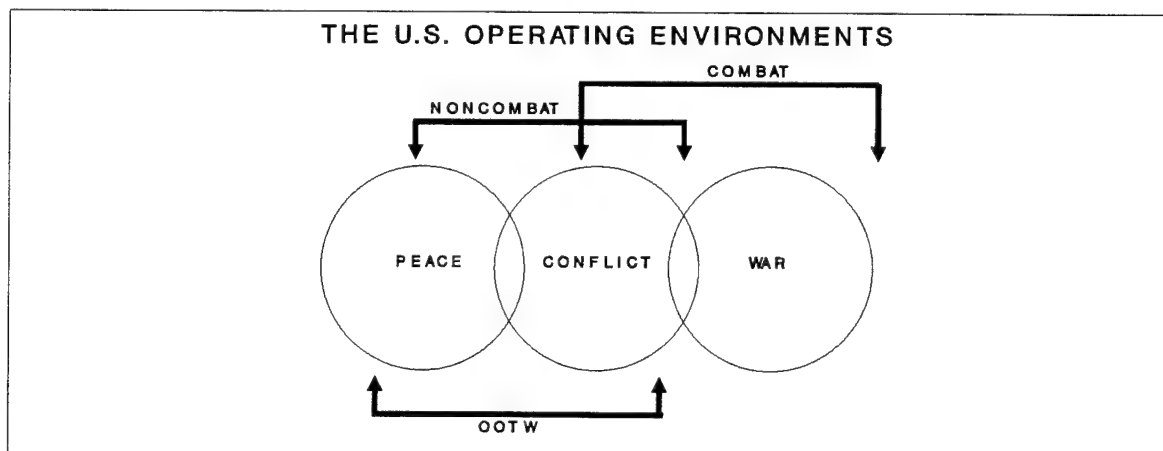 THE U.S. OPERATING ENVIRONMENTS
COMBAT
NONCOMBAT
PEACE CONFLICT WAR
OOTW